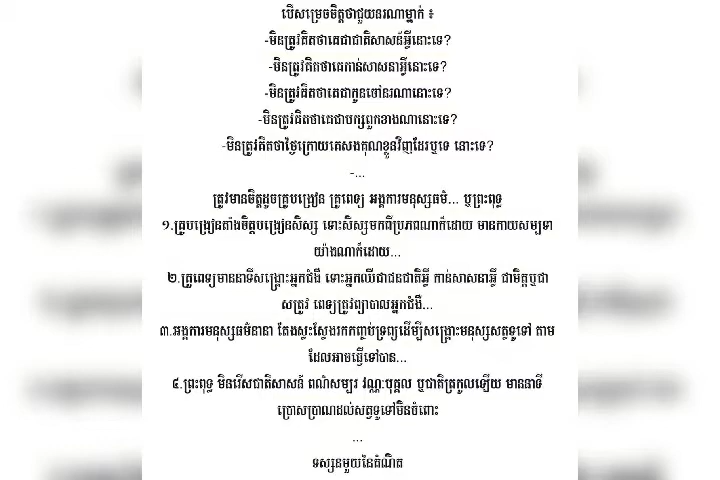 បើសម្រេចចិត្តថាជួយនរណាម្នាក់ ៖
-មិនត្រូវគិតថាគេជាជាតិសាសន៍អ្វីនោះទេ?
-មិនត្រូវគិតថាគេកាន់សាសនាអ្វីនោះទេ?
-មិនត្រូវគិតថាគេជាកូនចៅនរណានោះទេ?
-មិនត្រូវគិតថាគេជាបក្សពួកខាងណានោះទេ?
-មិនត្រូវគិតថាថ្ងៃក្រោយគេសងគុណខ្លួនវិញដែរឬទេ នោះទេ?
-...
ត្រូវមានចិត្តដូចគ្រូបង្រៀន គ្រូពេទ្យ អង្គការមនុស្សធម៌... ឬព្រះពុទ្ធ
១.គ្រូបង្រៀនតាំងចិត្តបង្រៀនសិស្ស ទោះសិស្សមកពីប្រភពណាក៏ដោយ មានកាយសម្បទា
យ៉ាងណាក៏ដោយ...
២.គ្រូពេទ្យមាននាទីសង្គ្រោះអ្នកជំងឺ ទោះអ្នកឈឺជាជនជាតិអ្វី កាន់សាសនាអ្វី ជាមិត្តឬជា
សត្រូវ ពេទ្យត្រូវព្យាបាលអ្នកជំងឺ...
៣.អង្គការមនុស្សធម៌នានា តែងស្វះស្វែងរកកញ្ចប់ទ្រព្យដើម្បីសង្គ្រោះមនុស្សសត្វទូទៅ តាម
ដែលអាចធ្វើទៅបាន...
៤.ព្រះពុទ្ធ មិនរើសជាតិសាសន៍ ពណ៌សម្បុរ វណ្ណៈបុគ្គល ឬជាតិត្រកូលឡើយ មាននាទី
ប្រោសប្រាណដល់សត្វទូទៅមិនចំពោះ
...
ទស្សនមួយនៃគំណិត